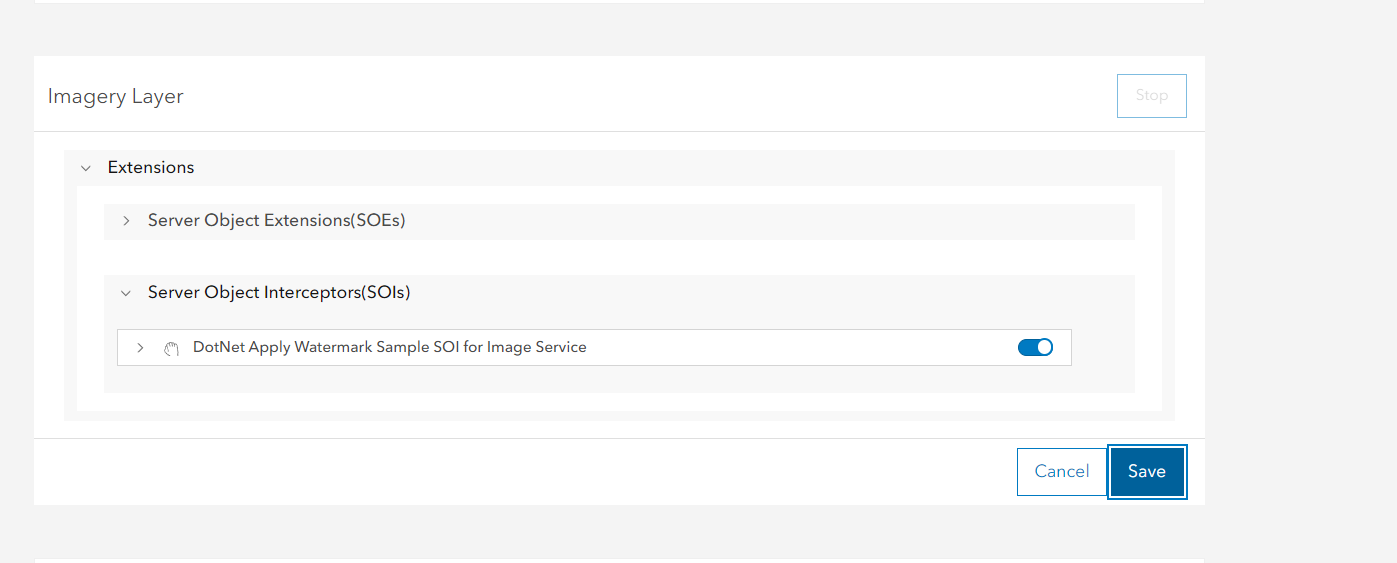 Imagery Layer
Stop
Extensions
Server Object Extensions(SOEs)
Server Object Interceptors(SOIs)
DotNet Apply Watermark Sample SOI for Image Service
Cancel
Save